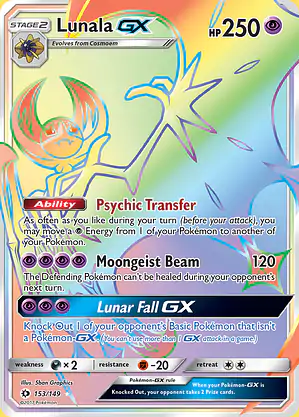 STAGE2 Lunala GX HP250
Evolves from Cosmoem
Ability Psychic Transfer
As often as you like during your turn (before your attack), you
may move a Energy from 1 of your Pokémon to another of
your Pokémon.
Moongeist Beam 120
The Defending Pokémon can't be healed during your opponent's
next turn.
Lunar Fall GX
Knock Out 1 of your opponent's Basic Pokémon that isn't
a Pokémon-GX. (You can't use more than 1 GX attack in a game.)
weakness ×2 resistance -20 retreat
Illus. 5ban Graphics
Pokémon-GX rule
When your Pokémon-GX is
Knocked Out, your opponent takes 2 Prize cards.
153/149
©2017 Pokémon